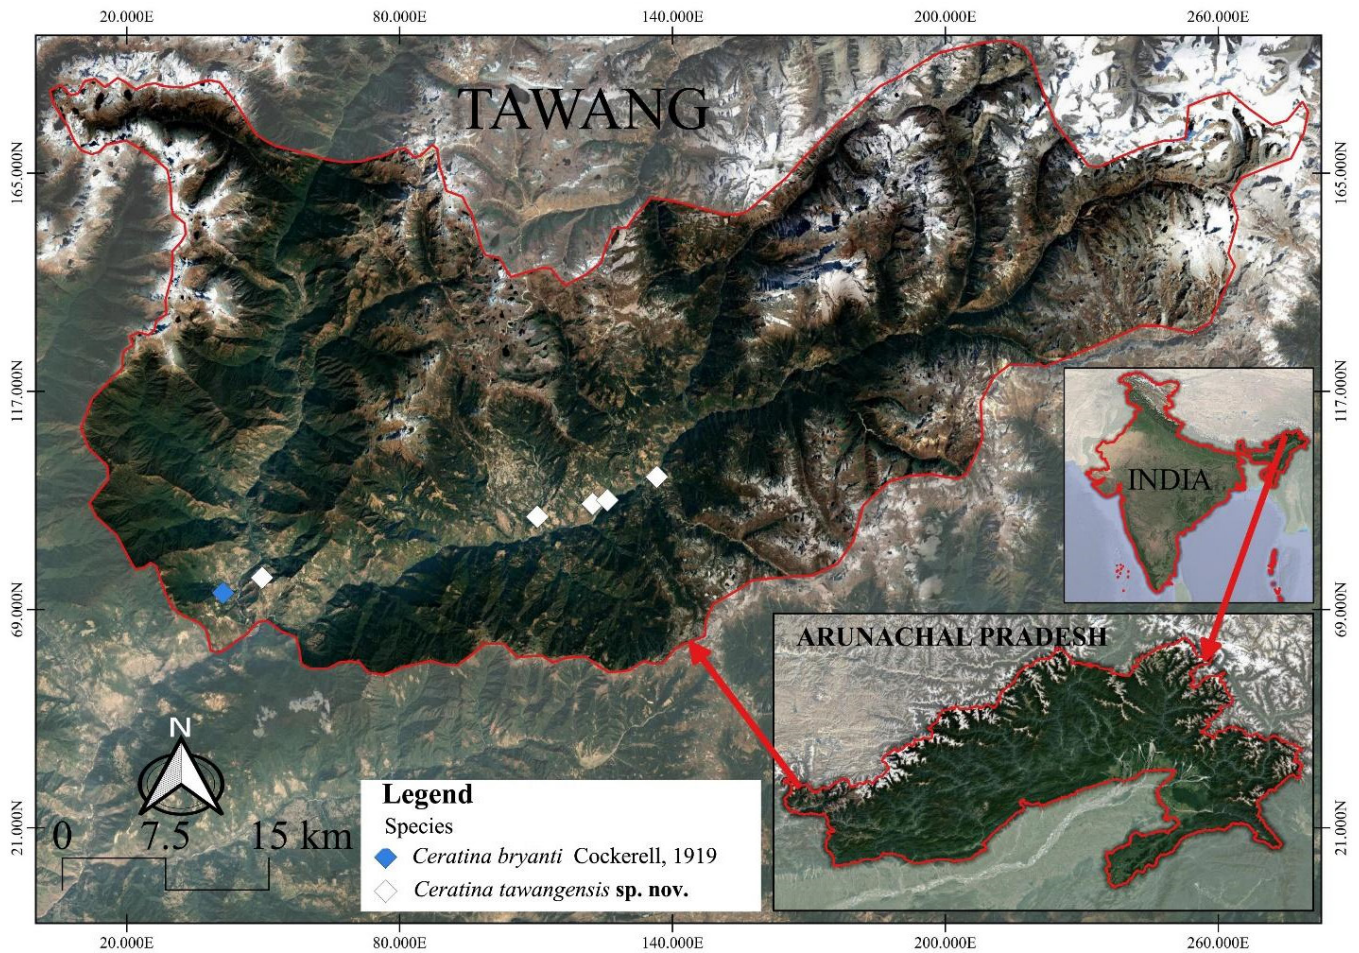 20.000E 80.000E 140.000E 200.000E 260.000E
TAWANG
165.000N 165.000N
117.000N 117.000N
INDIA
69.000N 69.000N
ARUNACHAL PRADESH
N
0 7.5 15 km
21.000N 21.000N
Legend
Species
Ceratina bryanti Cockerell, 1919
Ceratina tawangensis sp. nov.
20.000E 80.000E 140.000E 200.000E 260.000E